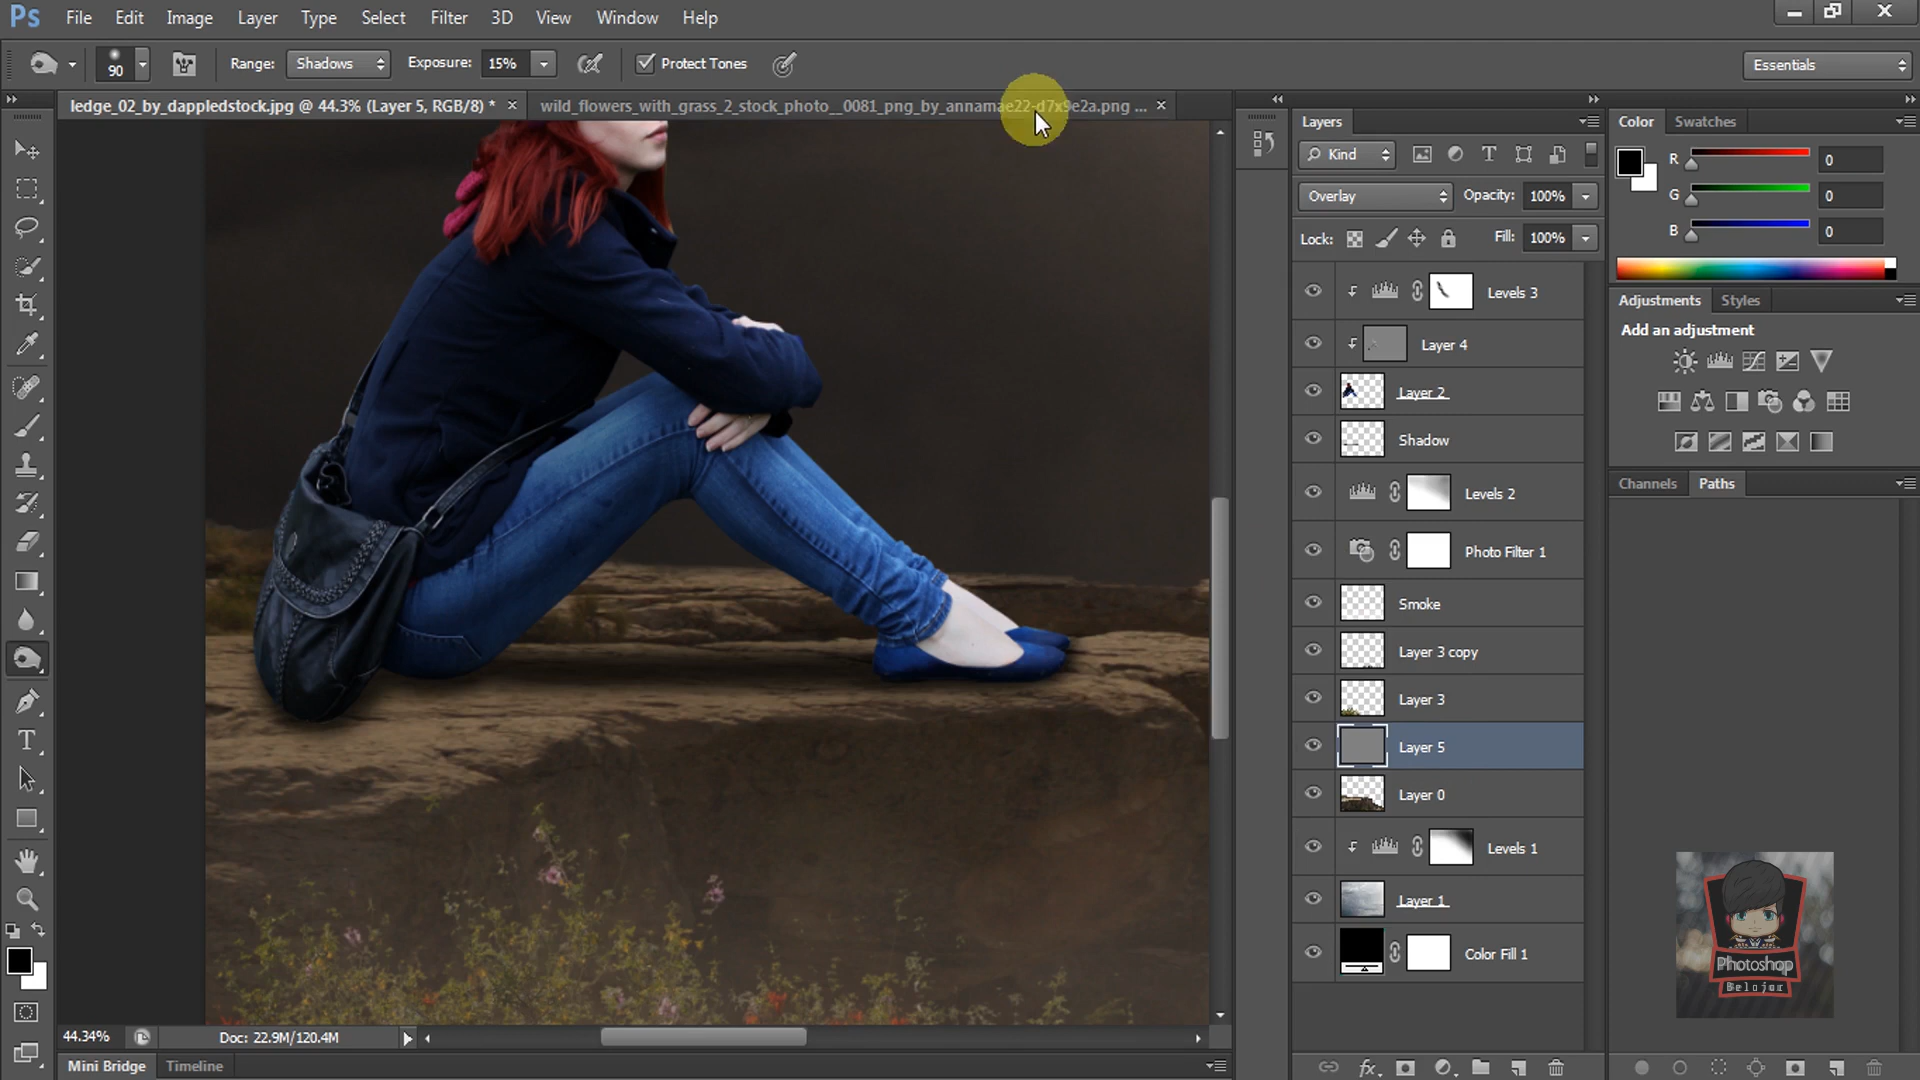 Ps File Edit Image Layer Type Select Filter 3D View Window Help
90 Range: Shadows Exposure: 15% Protect Tones Essentials
ledge_02_by_dappledstock.jpg @ 44.3% (Layer 5, RGB/8) * wild_flowers_with_grass_2_stock_photo__0081_png_by_annamae22-d7x9e2a.png ...
Layers
Kind
Overlay Opacity: 100%
Lock: Fill: 100%
Levels 3
Layer 4
Layer 2
Shadow
Levels 2
Photo Filter 1
Smoke
Layer 3 copy
Layer 3
Layer 5
Layer 0
Levels 1
Layer 1
Color Fill 1
Color Swatches
R 0
G 0
B 0
Adjustments Styles
Add an adjustment
Channels Paths
Photoshop
Belajar
44.34% Doc: 22.9M/120.4M
Mini Bridge Timeline